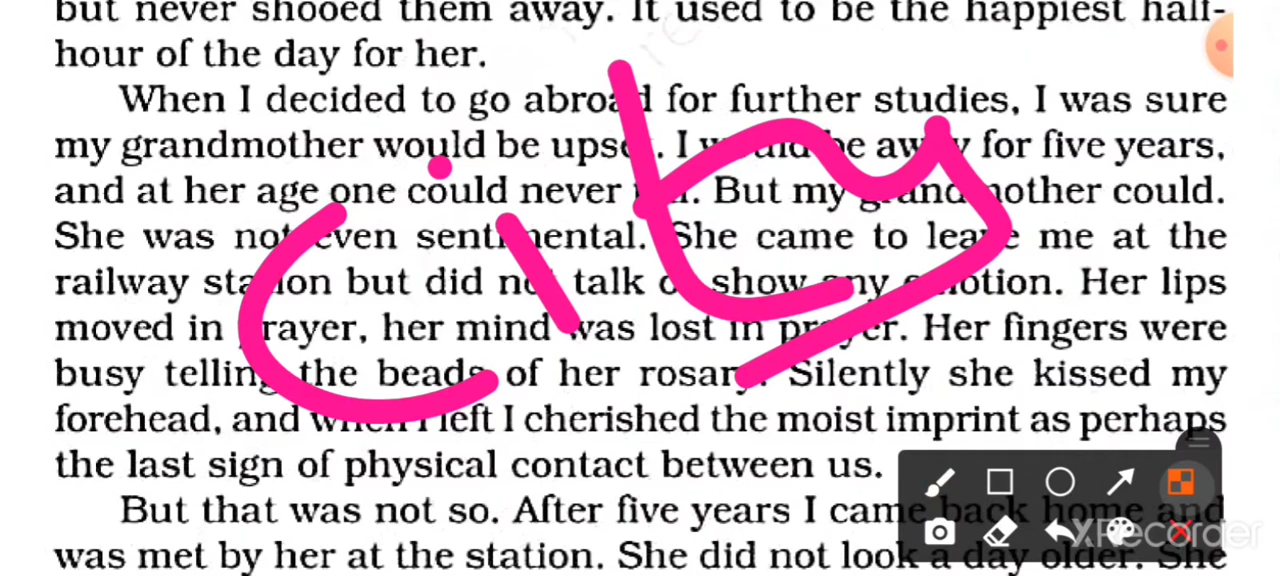 but never shooed them away. It used to be the happiest half-
hour of the day for her.
When I decided to go abroad for further studies, I was sure
my grandmother would be upset. I would be away for five years,
and at her age one could never tell. But my grandmother could.
She was not even sentimental. She came to leave me at the
railway station but did not talk or show any emotion. Her lips
moved in prayer, her mind was lost in prayer. Her fingers were
busy telling the beads of her rosary. Silently she kissed my
forehead, and when I left I cherished the moist imprint as perhaps
the last sign of physical contact between us.
But that was not so. After five years I came back home and
was met by her at the station. She did not look a day older. She
city
XRecorder